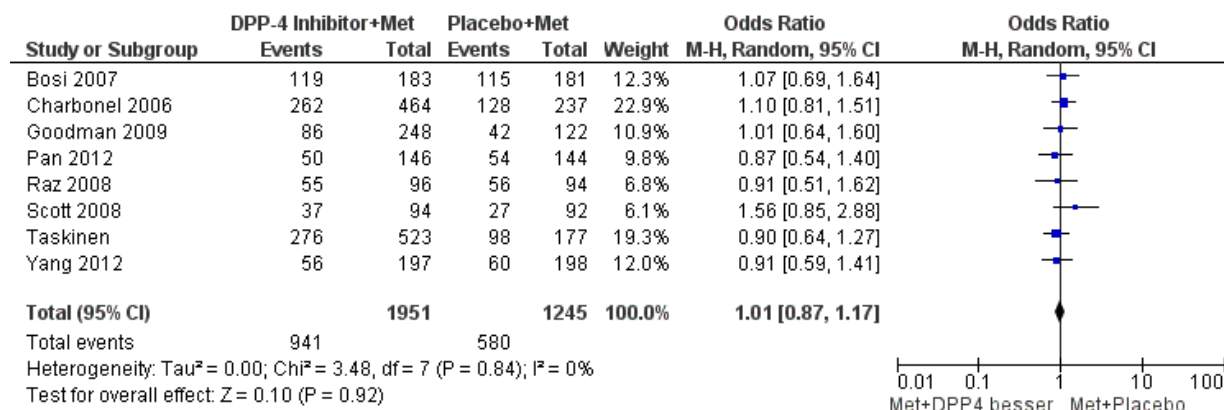 DPP-4 Inhibitor+Met Placebo+Met Odds Ratio Odds Ratio
Study or Subgroup Events Total Events Total Weight M-H, Random, 95% CI M-H, Random, 95% CI
Bosi 2007 119 183 115 181 12.3% 1.07 [0.69, 1.64]
Charbonel 2006 262 464 128 237 22.9% 1.10 [0.81, 1.51]
Goodman 2009 86 248 42 122 10.9% 1.01 [0.64, 1.60]
Pan 2012 50 146 54 144 9.8% 0.87 [0.54, 1.40]
Raz 2008 55 96 56 94 6.8% 0.91 [0.51, 1.62]
Scott 2008 37 94 27 92 6.1% 1.56 [0.85, 2.88]
Taskinen 276 523 98 177 19.3% 0.90 [0.64, 1.27]
Yang 2012 56 197 60 198 12.0% 0.91 [0.59, 1.41]
Total (95% CI) 1951 1245 100.0% 1.01 [0.87, 1.17]
Total events 941 580
Heterogeneity: Tau² = 0.00; Chi² = 3.48, df = 7 (P = 0.84); I² = 0%
Test for overall effect: Z = 0.10 (P = 0.92)
0.01 0.1 1 10 100
Met+DPP4 besser Met+Placebo